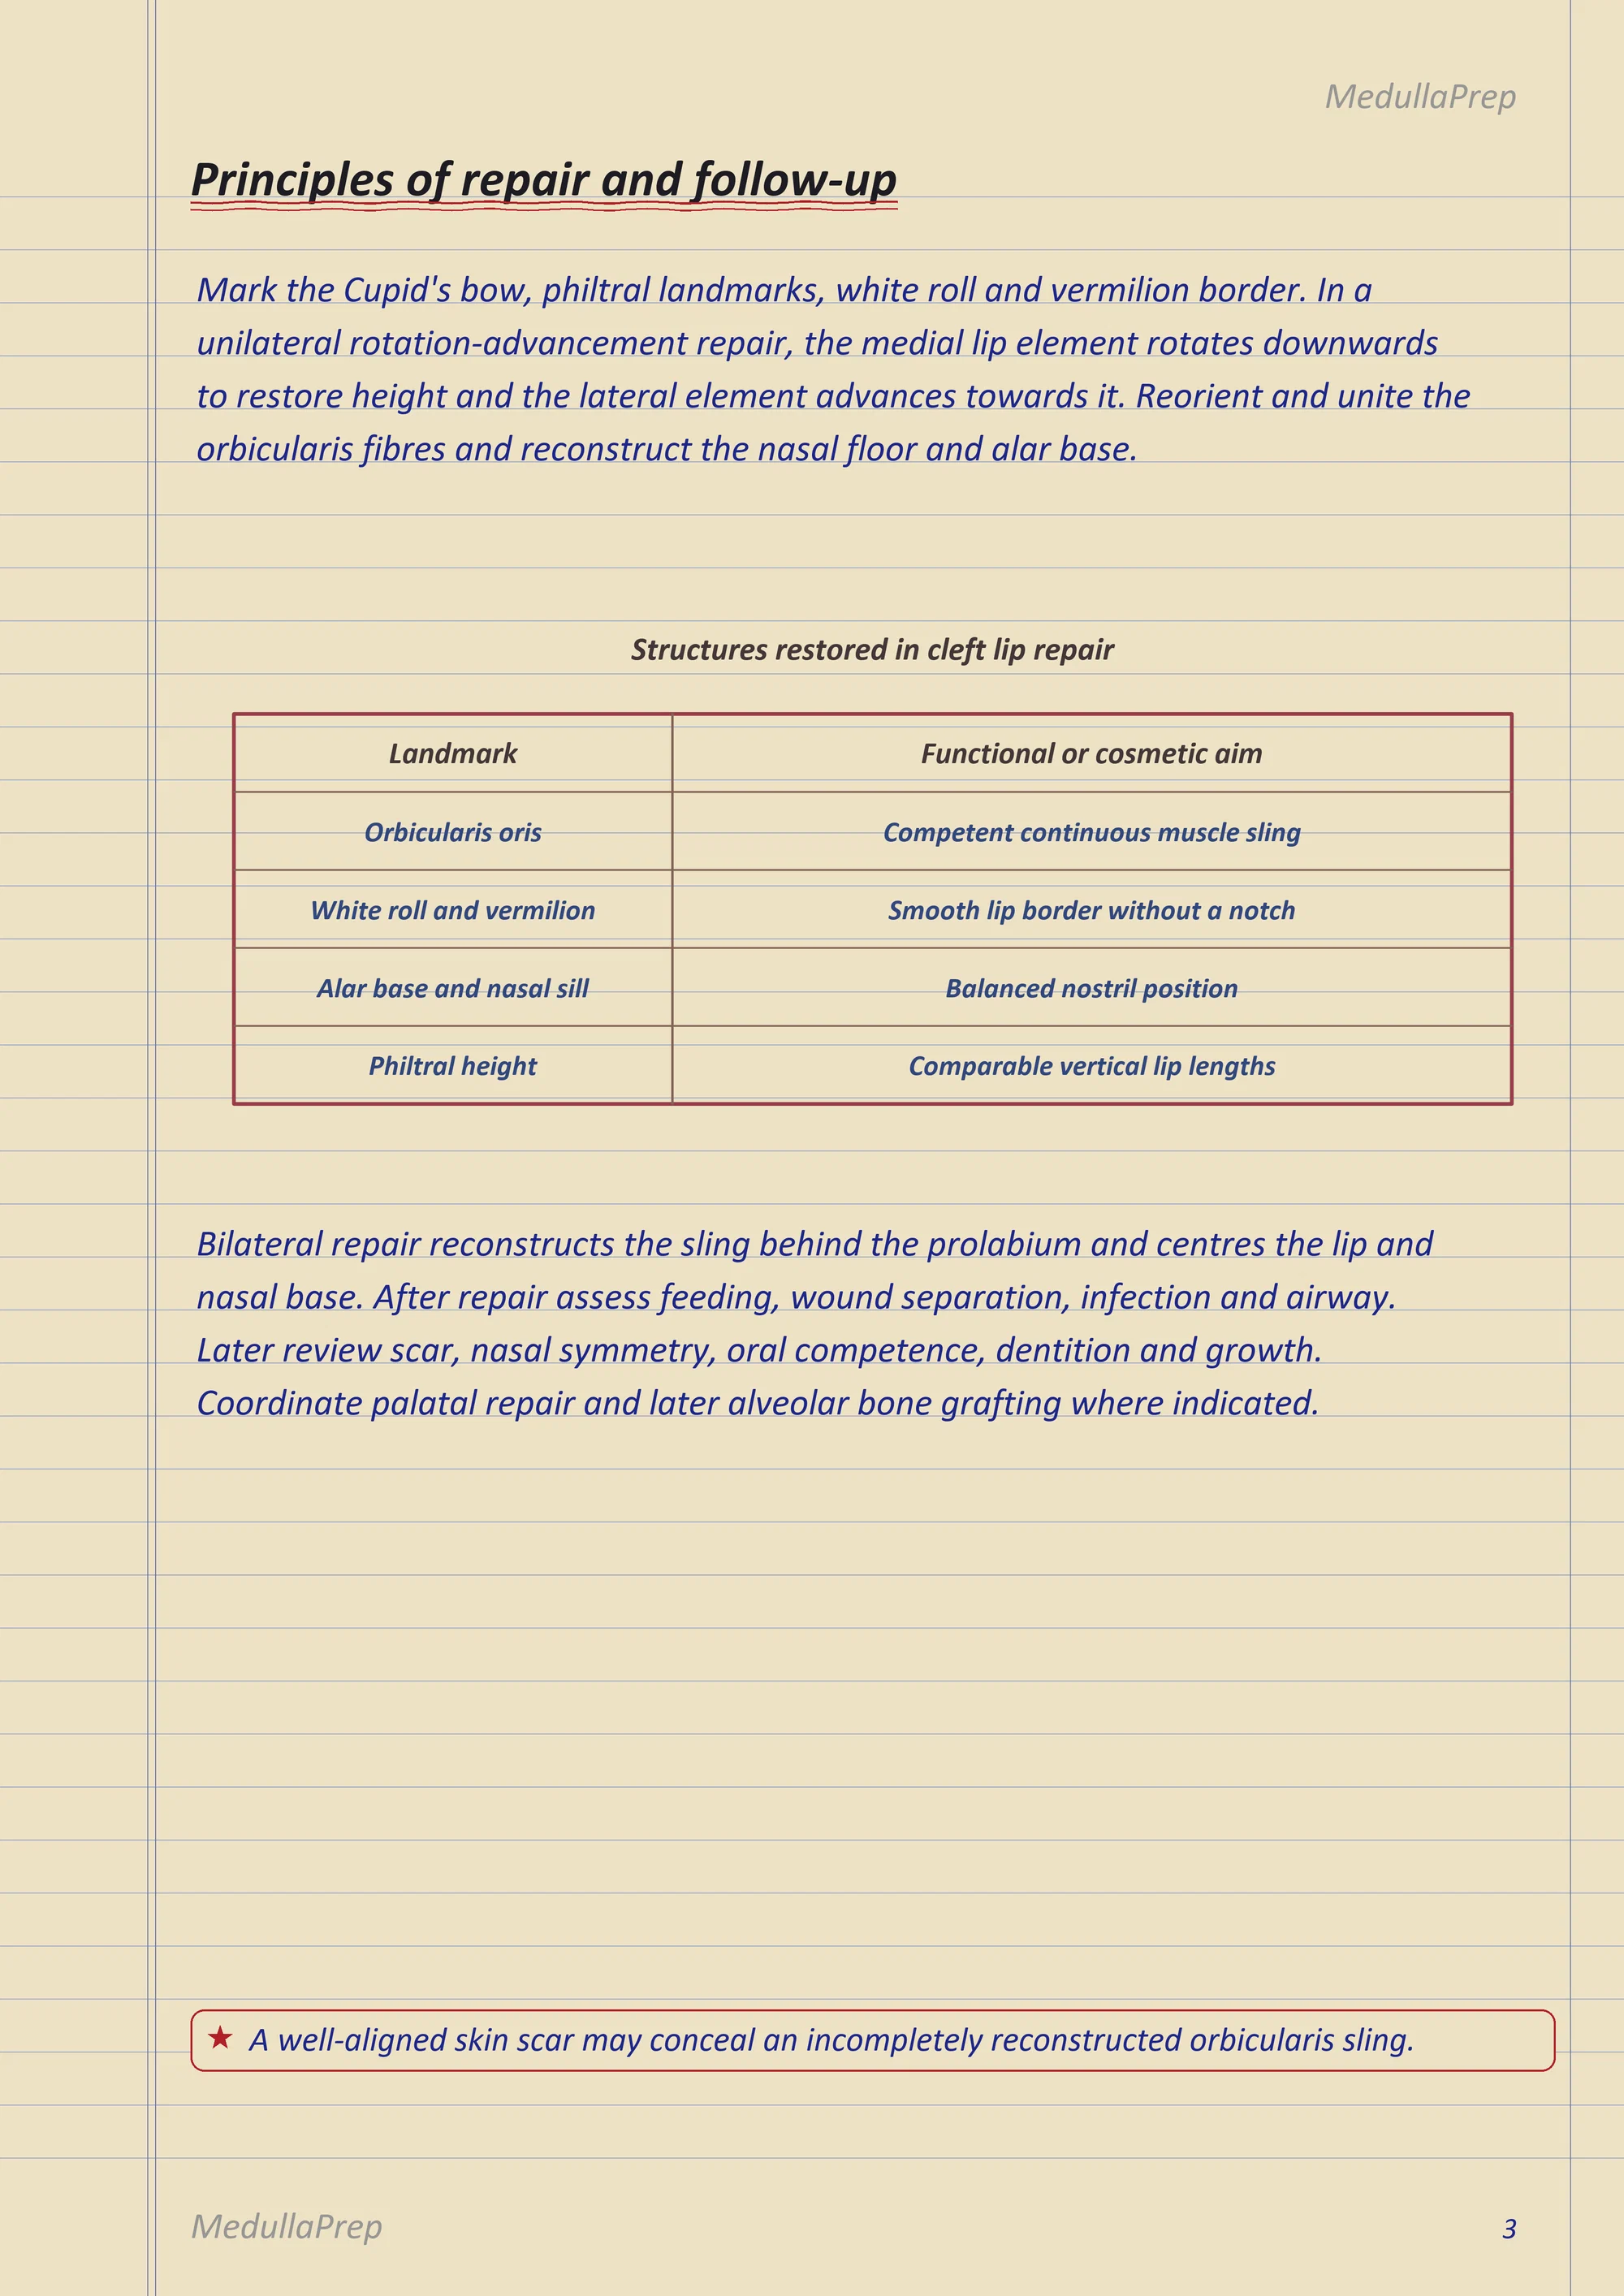 MedullaPrep
Principles of repair and follow-up
Mark the Cupid's bow, philtral landmarks, white roll and vermilion border. In a
unilateral rotation-advancement repair, the medial lip element rotates downwards
to restore height and the lateral element advances towards it. Reorient and unite the
orbicularis fibres and reconstruct the nasal floor and alar base.
Structures restored in cleft lip repair
Landmark Functional or cosmetic aim
Orbicularis oris Competent continuous muscle sling
White roll and vermilion Smooth lip border without a notch
Alar base and nasal sill Balanced nostril position
Philtral height Comparable vertical lip lengths
Bilateral repair reconstructs the sling behind the prolabium and centres the lip and
nasal base. After repair assess feeding, wound separation, infection and airway.
Later review scar, nasal symmetry, oral competence, dentition and growth.
Coordinate palatal repair and later alveolar bone grafting where indicated.
★ A well-aligned skin scar may conceal an incompletely reconstructed orbicularis sling.
MedullaPrep 3